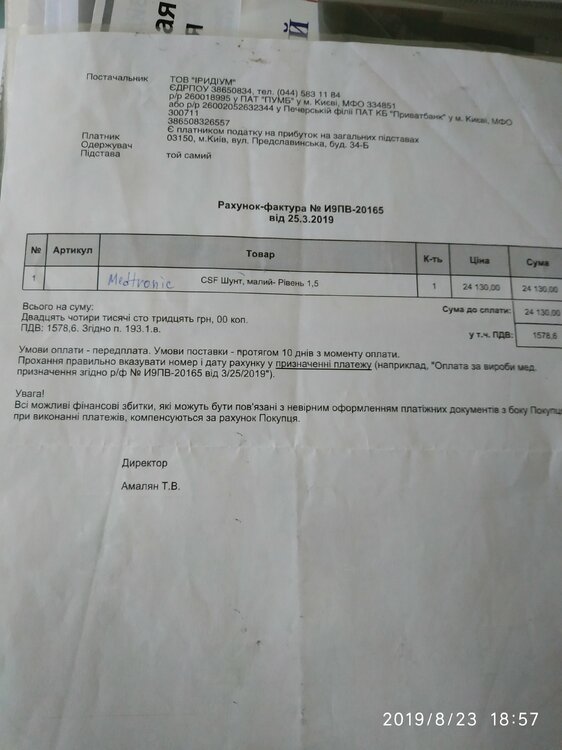 ая
й
Постачальник ТОВ "ІРИДІУМ"
ЄДРПОУ 38650834, тел. (044) 583 11 84
р/р 260018995 у ПАТ "ПУМБ" у м. Києві, МФО 334851
або р/р 26002052632344 у Печерській філії ПАТ КБ "Приватбанк" у м. Києві, МФО
300711
386508326557
Є платником податку на прибуток на загальних підставах
Платник 03150, м.Київ, вул. Предславинська, буд. 34-Б
Одержувач
Підстава той самий
Рахунок-фактура № И9ПВ-20165
від 25.3.2019
№ Артикул Товар К-ть Ціна Сума
1 Medtronic CSF Шунт, малий- Рівень 1,5 1 24 130,00 24 130,00
Всього на суму: Сума до сплати: 24 130,00
Двадцять чотири тисячі сто тридцять грн, 00 коп.
ПДВ: 1578,6. Згідно п. 193.1.в. у т.ч. ПДВ: 1578,6
Умови оплати - передплата. Умови поставки - протягом 10 днів з моменту оплати.
Прохання правильно вказувати номер і дату рахунку у призначенні платежу (наприклад, "Оплата за вироби мед.
призначення згідно р/ф № И9ПВ-20165 від 3/25/2019").
Увага!
Всі можливі фінансові збитки, які можуть бути пов'язані з невірним оформленням платіжних документів з боку Покупця
при виконанні платежів, компенсуються за рахунок Покупця.
Директор
Амалян Т.В.
2019/8/23 18:57